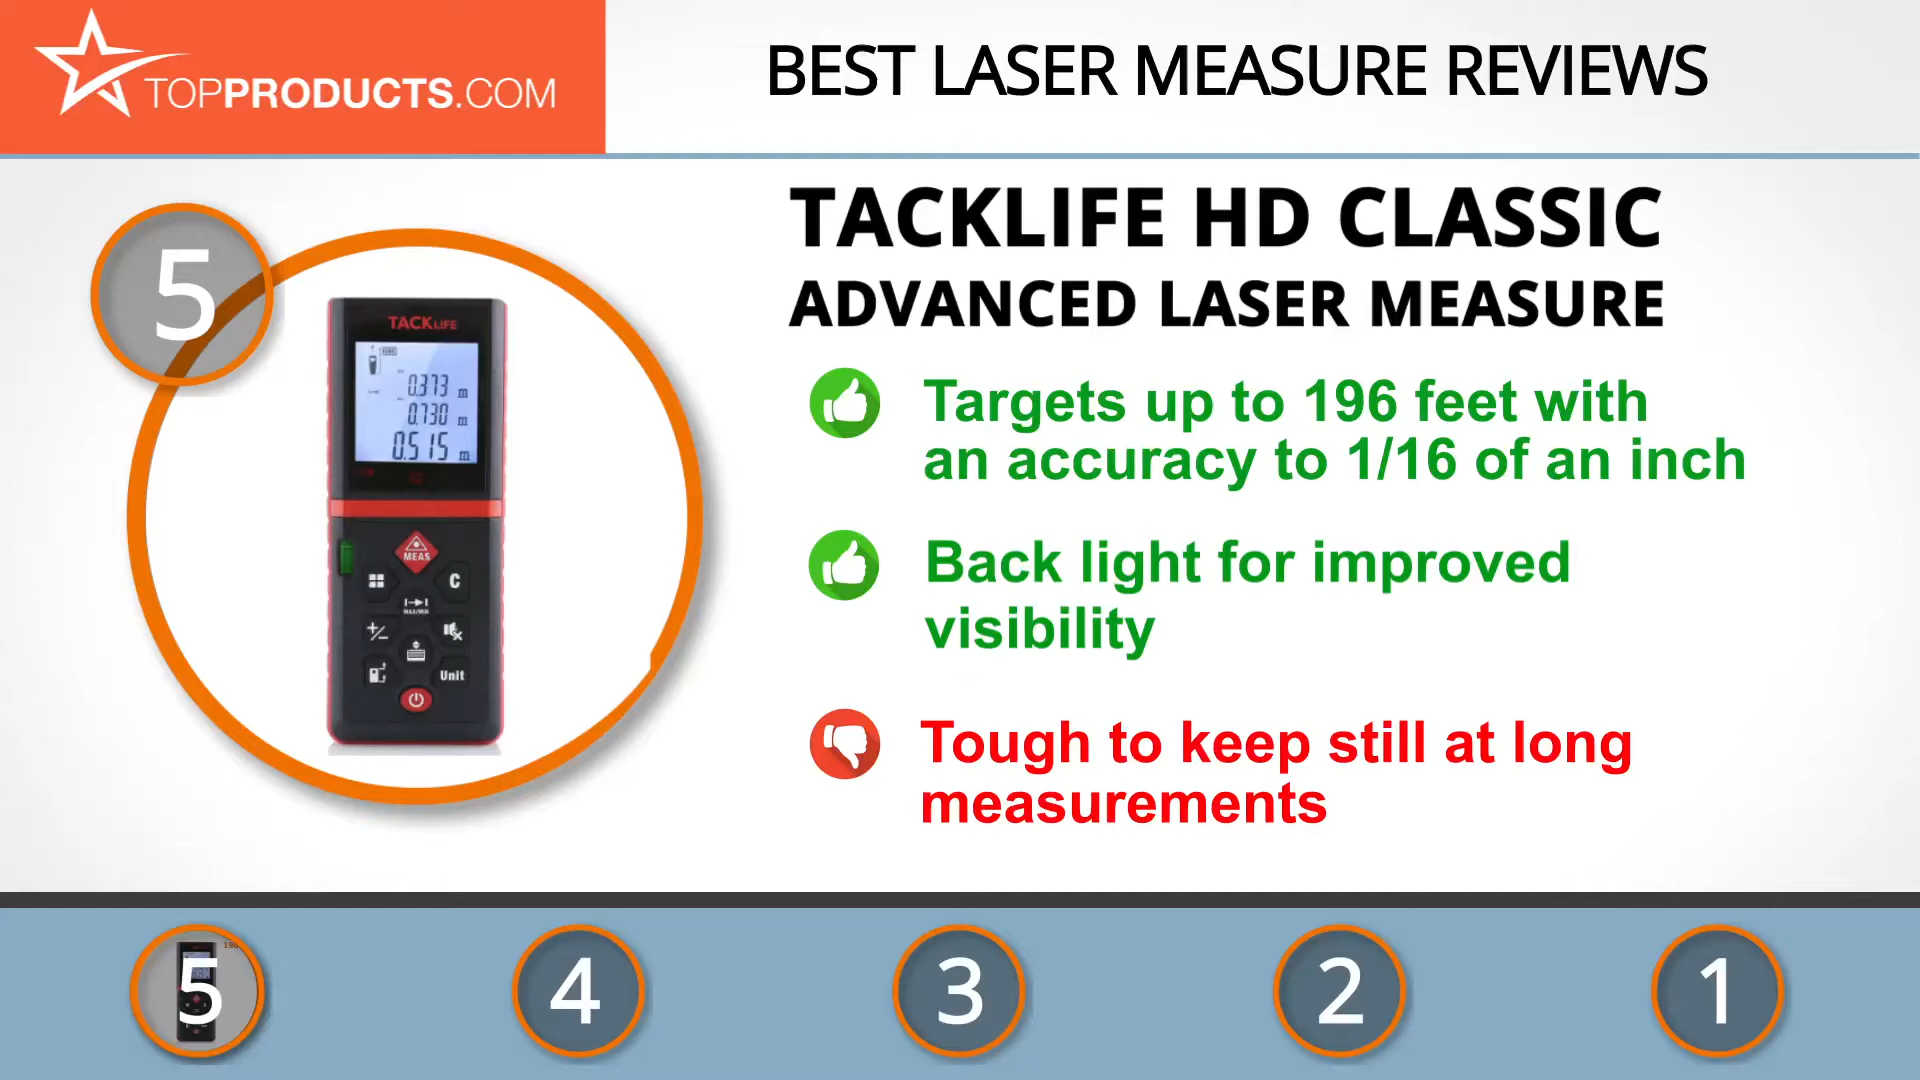 TOPPRODUCTS.COM
BEST LASER MEASURE REVIEWS
5
TACKLIFE HD CLASSIC
ADVANCED LASER MEASURE
Targets up to 196 feet with
an accuracy to 1/16 of an inch
Back light for improved
visibility
Tough to keep still at long
measurements
TACKLIFE
0.373 m
0.730 m
0.515 m
MEAS
C
+/-
Unit
5
4
3
2
1